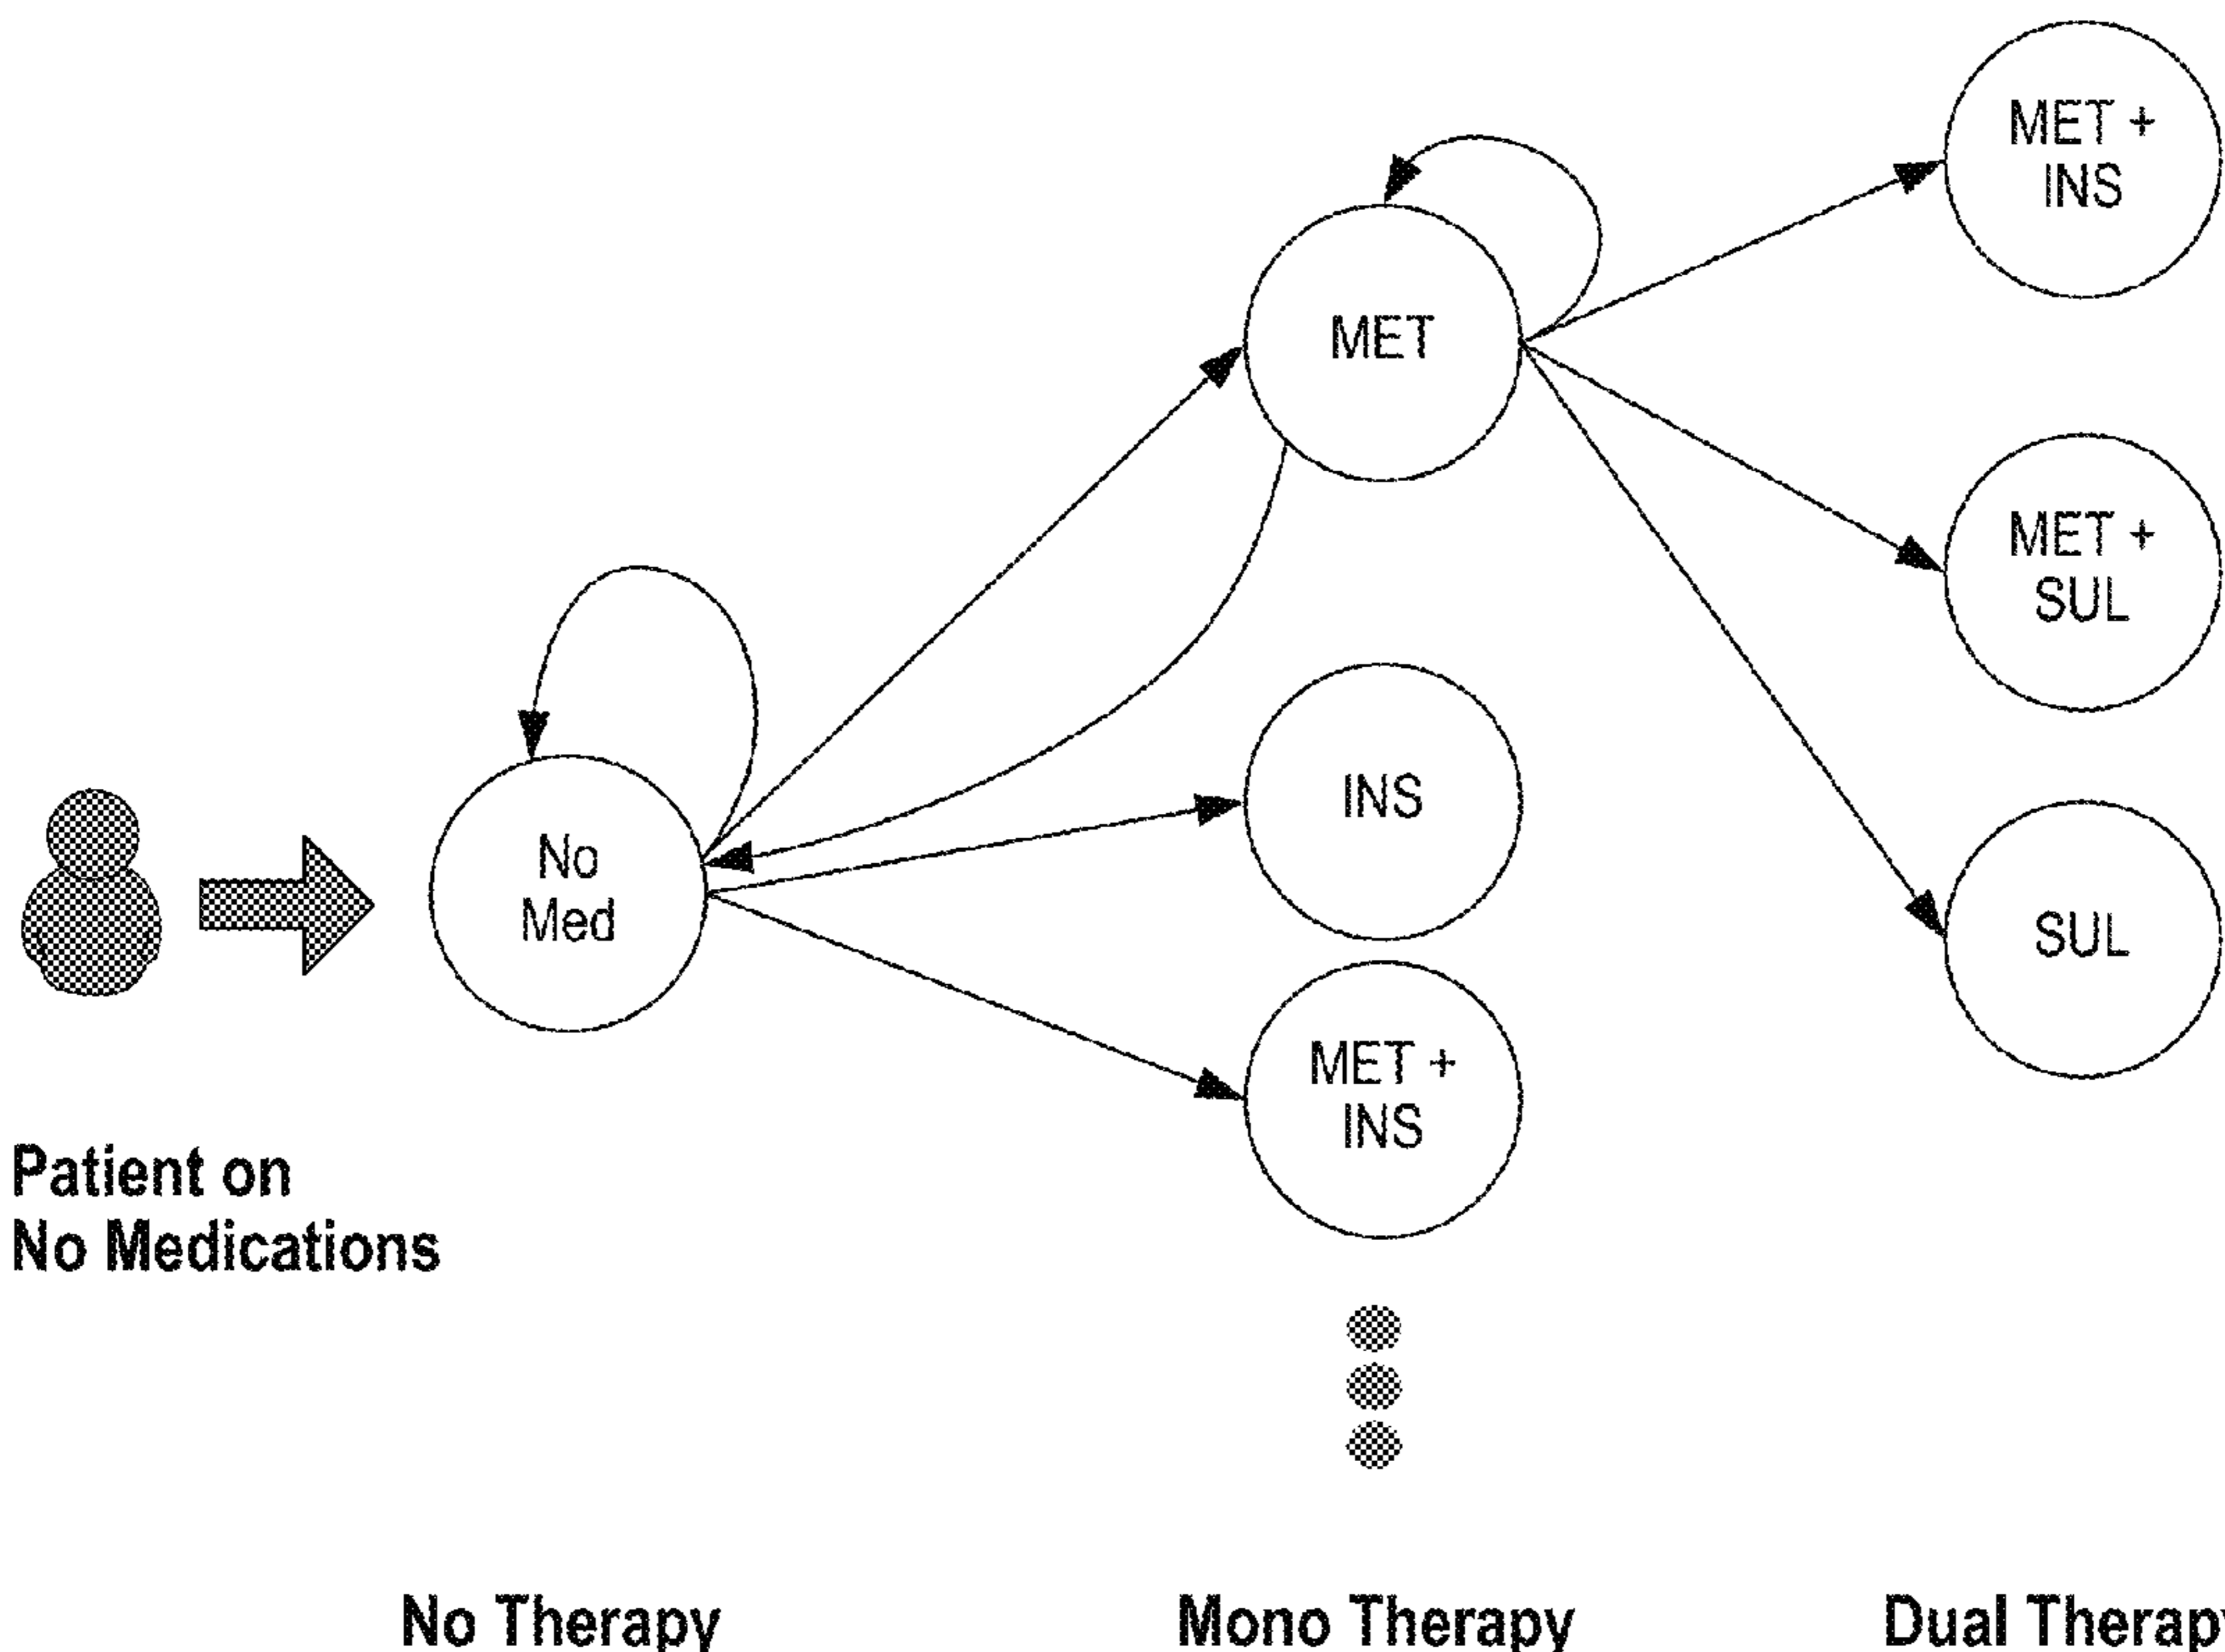 MET +
INS
MET
MET +
SUL
INS
No
Med
SUL
MET +
INS
Patient on
No Medications
No Therapy
Mono Therapy
Dual Therapy